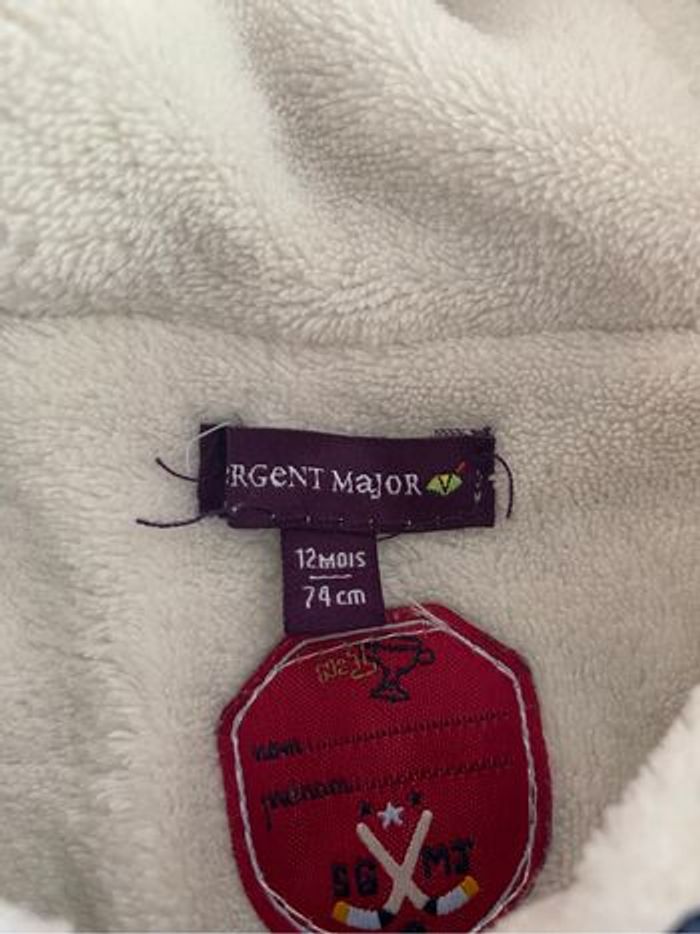 ERGENT MAJOR
12MOIS
74 cm
nom:
prénom:
SG MJ